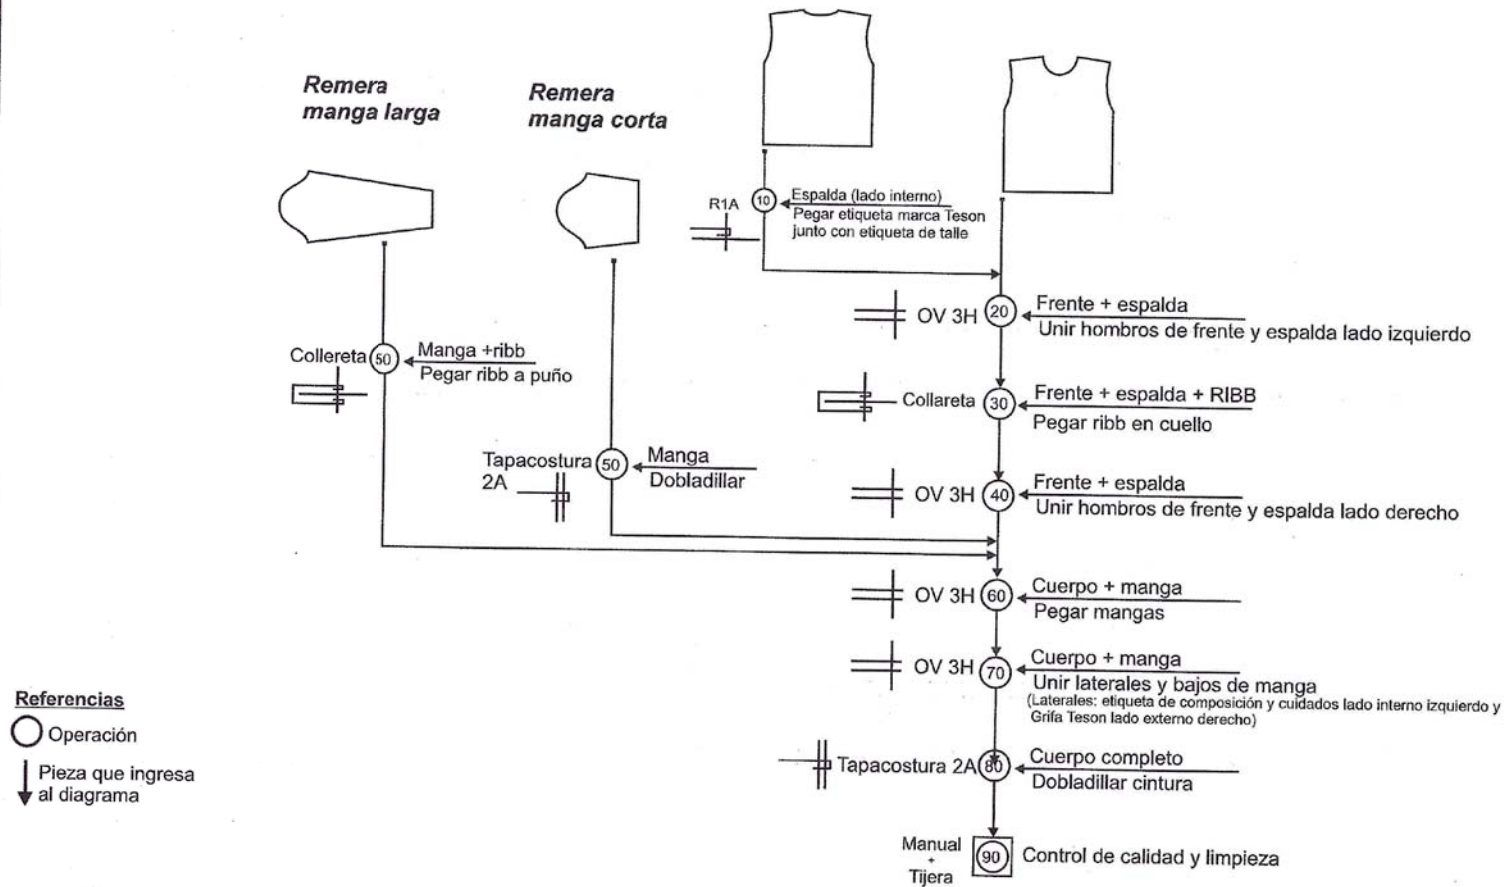 Remera
manga larga
Remera
manga corta
R1A
10
Espalda (lado interno)
Pegar etiqueta marca Teson
junto con etiqueta de talle
OV 3H
20
Frente + espalda
Unir hombros de frente y espalda lado izquierdo
Collereta
50
Manga +ribb
Pegar ribb a puño
Collareta
30
Frente + espalda + RIBB
Pegar ribb en cuello
Tapacostura
2A
50
Manga
Dobladillar
OV 3H
40
Frente + espalda
Unir hombros de frente y espalda lado derecho
OV 3H
60
Cuerpo + manga
Pegar mangas
OV 3H
70
Cuerpo + manga
Unir laterales y bajos de manga
(Laterales: etiqueta de composición y cuidados lado interno izquierdo y
Grifa Teson lado externo derecho)
Referencias
Operación
Pieza que ingresa
al diagrama
Tapacostura 2A
80
Cuerpo completo
Dobladillar cintura
Manual
+
Tijera
90
Control de calidad y limpieza